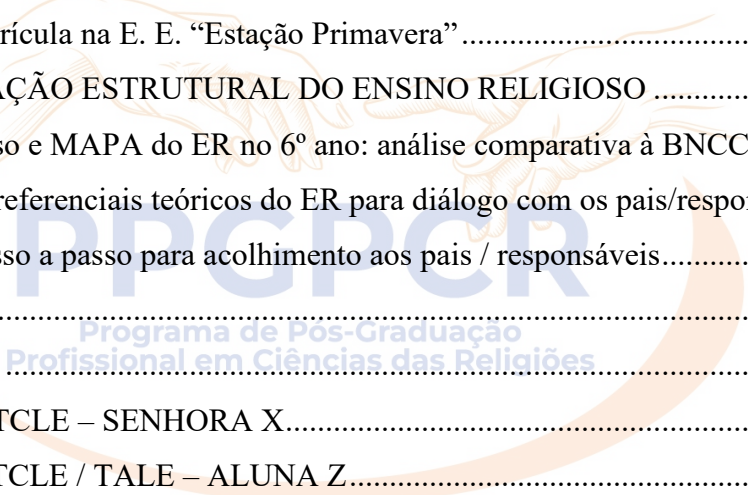 rícula na E. E. “Estação Primavera”....................................
AÇÃO ESTRUTURAL DO ENSINO RELIGIOSO ............
so e MAPA do ER no 6º ano: análise comparativa à BNCC
referenciais teóricos do ER para diálogo com os pais/respo
sso a passo para acolhimento aos pais / responsáveis...........
PPGPCR
Programa de Pós-Graduação
Profissional em Ciências das Religiões
TCLE – SENHORA X..........................................................
TCLE / TALE – ALUNA Z..................................................